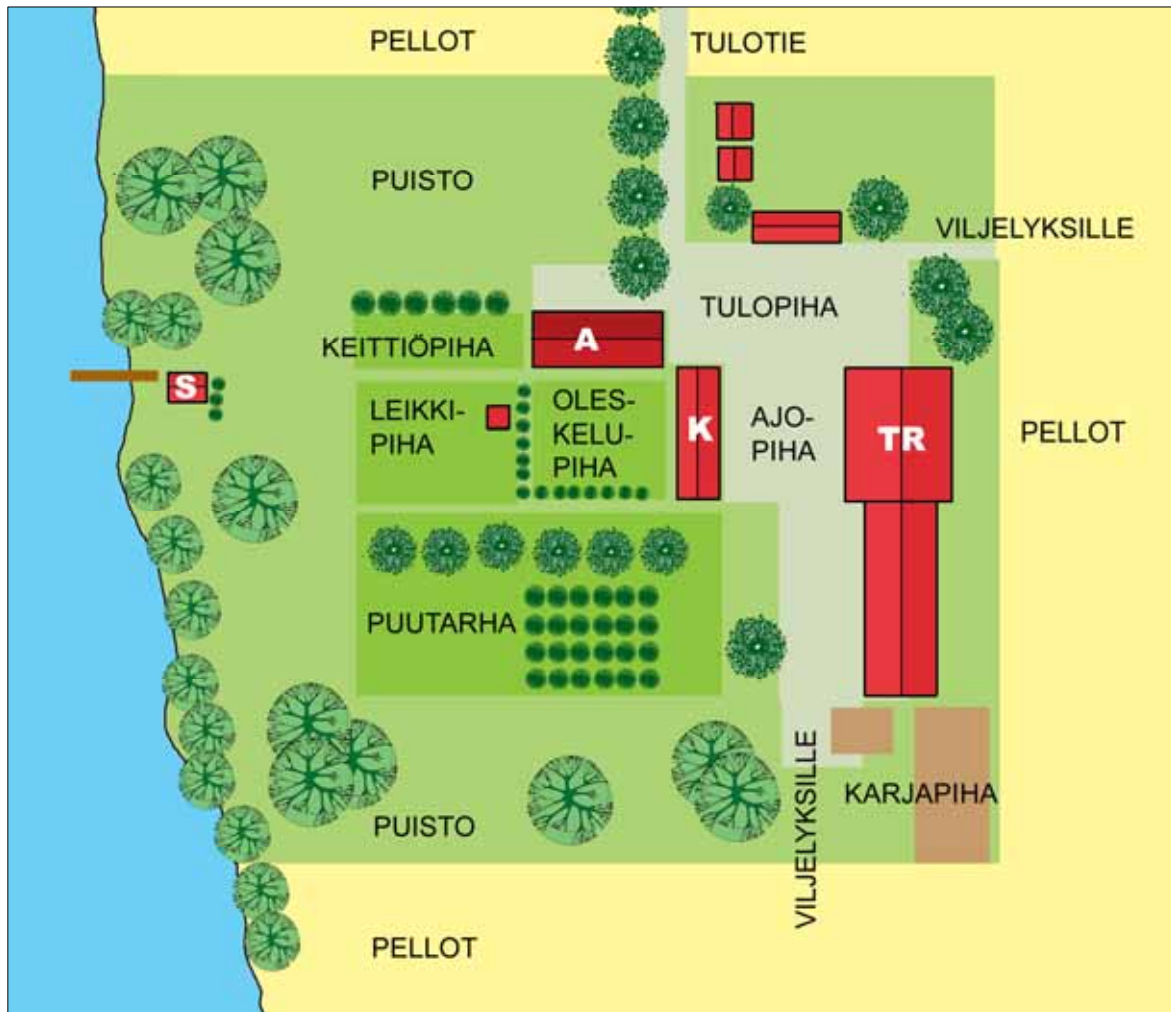 PELLOT
TULOTIE
PUISTO
VILJELYKSILLE
TULOPIHA
KEITTIÖPIHA
A
S
LEIKKI-
PIHA
OLES-
KELU-
PIHA
K
AJO-
PIHA
TR
PELLOT
PUUTARHA
VILJELYKSILLE
KARJAPIHA
PUISTO
PELLOT